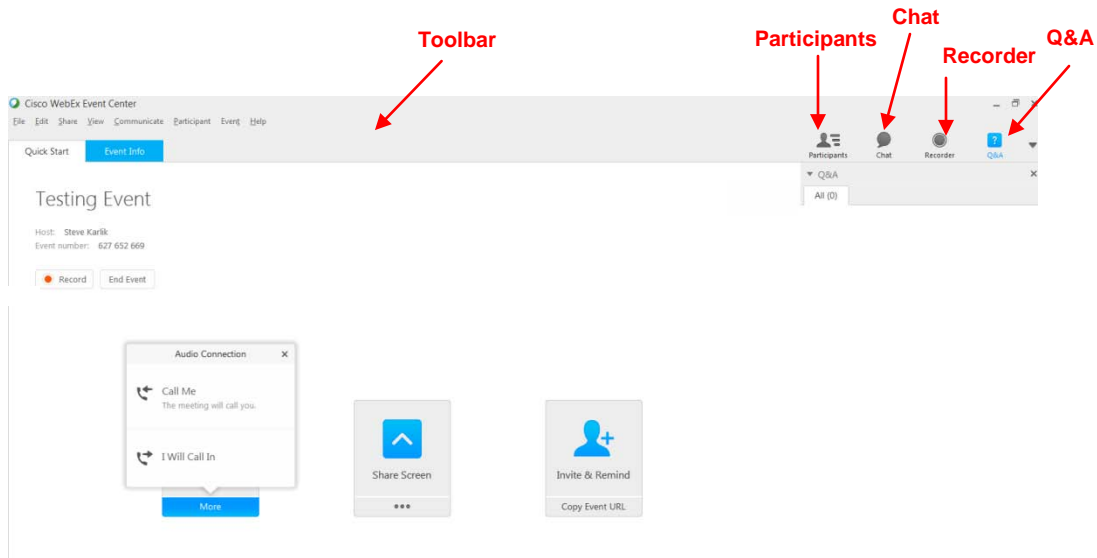 Chat
Toolbar
Participants
Q&A
Recorder
Cisco WebEx Event Center
File Edit Share View Communicate Participant Event Help
Quick Start
Event Info
Participants
Chat
Recorder
?
Q&A
Q&A
All (0)
Testing Event
Host: Steve Karlik
Event number: 627 652 669
Record
End Event
Audio Connection
Call Me
The meeting will call you.
I Will Call In
More
Share Screen
Invite & Remind
Copy Event URL